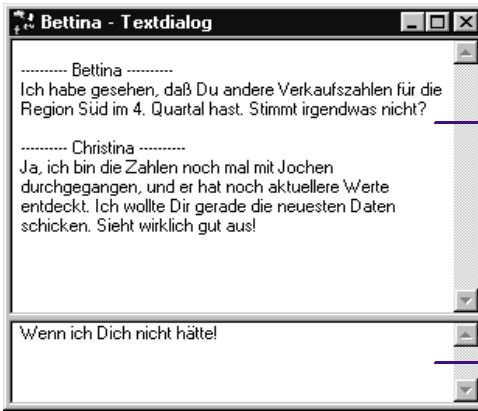 Bettina - Textdialog
---------- Bettina ----------
Ich habe gesehen, daß Du andere Verkaufszahlen für die
Region Süd im 4. Quartal hast. Stimmt irgendwas nicht?
---------- Christina ----------
Ja, ich bin die Zahlen noch mal mit Jochen
durchgegangen, und er hat noch aktuellere Werte
entdeckt. Ich wollte Dir gerade die neuesten Daten
schicken. Sieht wirklich gut aus!
Wenn ich Dich nicht hätte!